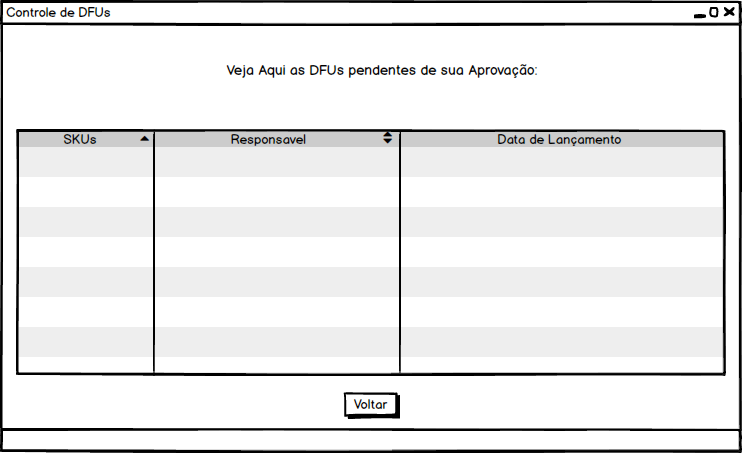 Controle de DFUs
Veja Aqui as DFUs pendentes de sua Aprovação:
SKUs Responsavel Data de Lançamento
Voltar